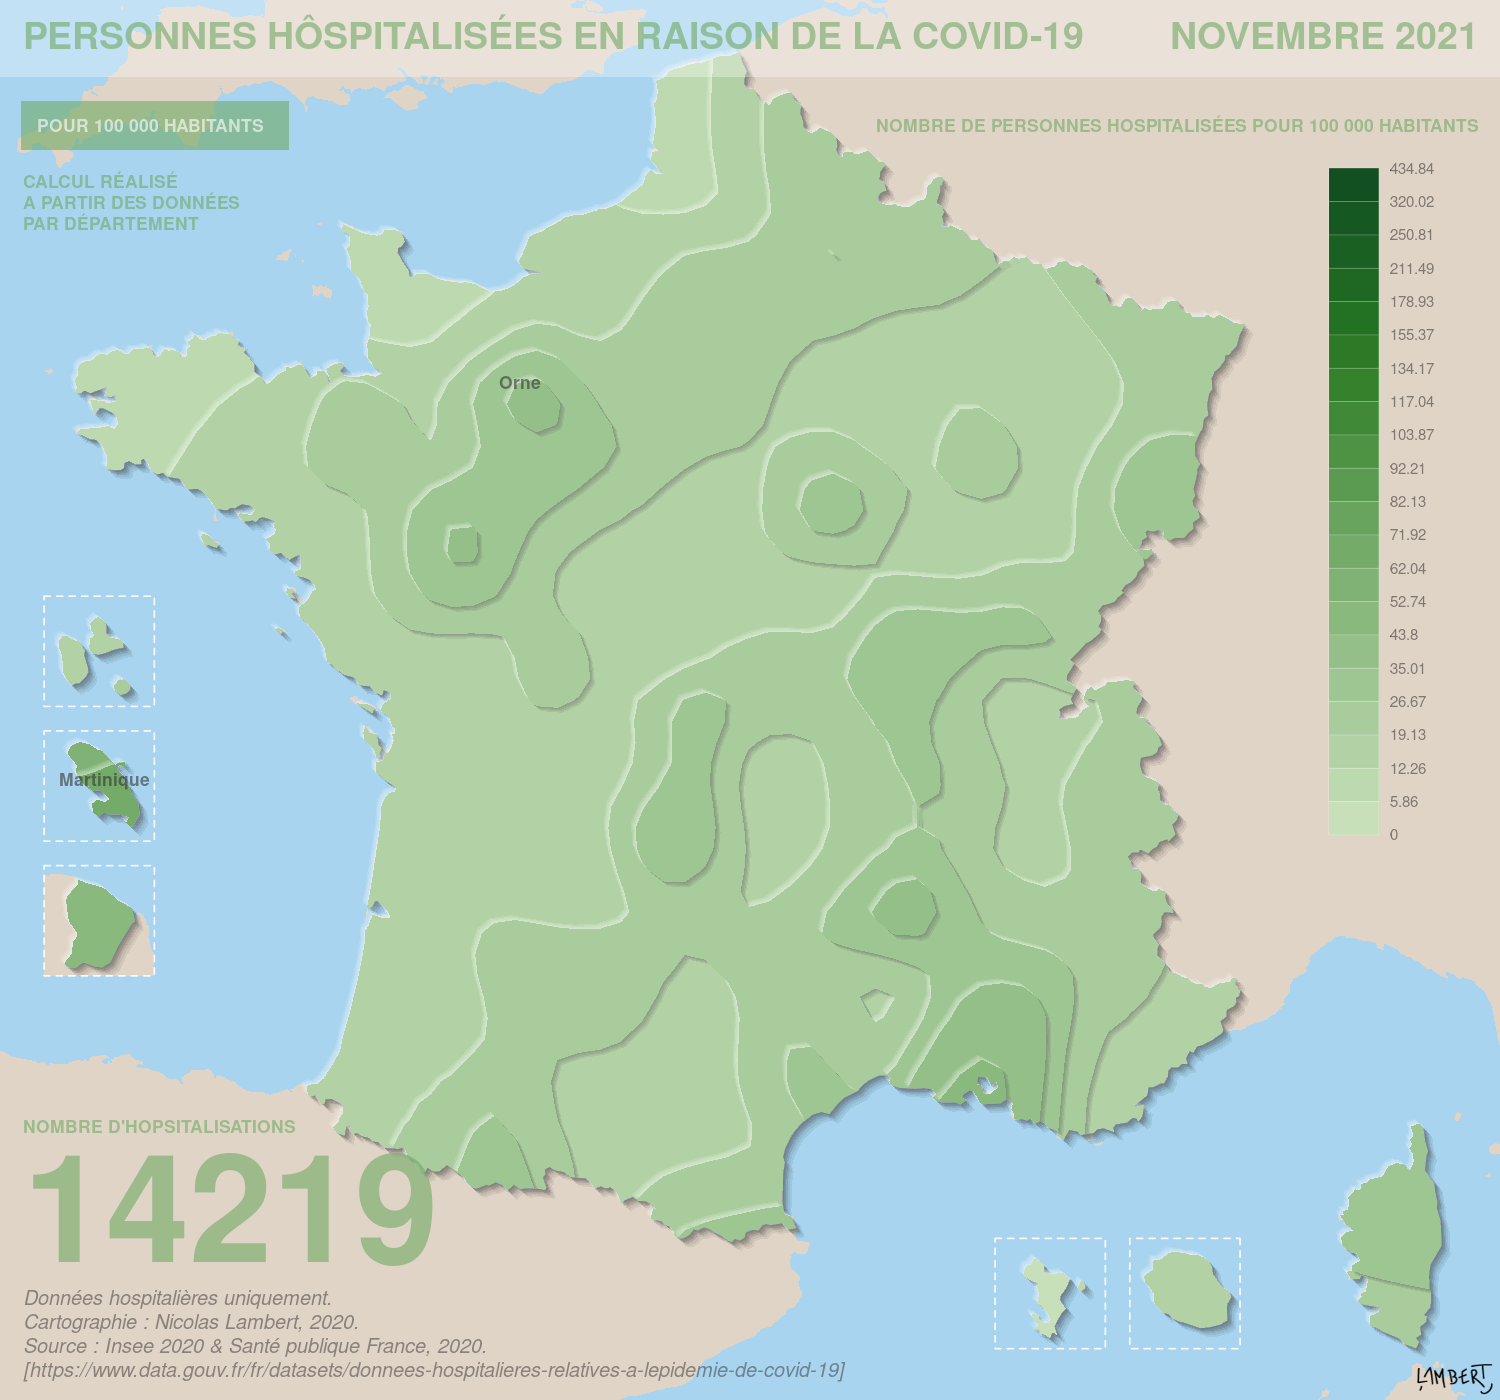 PERSONNES HÔSPITALISÉES EN RAISON DE LA COVID-19
NOVEMBRE 2021
POUR 100 000 HABITANTS
CALCUL RÉALISÉ
A PARTIR DES DONNÉES
PAR DÉPARTEMENT
NOMBRE DE PERSONNES HOSPITALISÉES POUR 100 000 HABITANTS
434.84
320.02
250.81
211.49
178.93
155.37
134.17
117.04
103.87
92.21
82.13
71.92
62.04
52.74
43.8
35.01
26.67
19.13
12.26
5.86
0
Orne
Martinique
NOMBRE D'HOPSITALISATIONS
14219
Données hospitalières uniquement.
Cartographie : Nicolas Lambert, 2020.
Source : Insee 2020 & Santé publique France, 2020.
[https://www.data.gouv.fr/fr/datasets/donnees-hospitalieres-relatives-a-lepidemie-de-covid-19]
LAMBERT